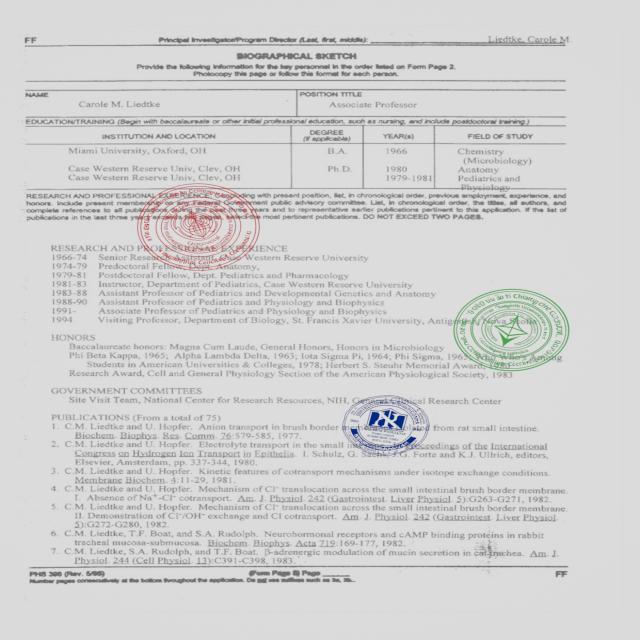 FF Principal Investigator/Program Director (Last, first, middle): Liedtke, Carole M
BIOGRAPHICAL SKETCH
Provide the following information for the key personnel in the order listed on Form Page 2.
Photocopy this page or follow this format for each person.
NAME POSITION TITLE
Carole M. Liedtke Associate Professor
EDUCATION/TRAINING (Begin with baccalaureate or other initial professional education, such as nursing, and include postdoctoral training.)
INSTITUTION AND LOCATION DEGREE (if applicable) YEAR(s) FIELD OF STUDY
Miami University, Oxford, OH B.A. 1966 Chemistry
(Microbiology)
Case Western Reserve Univ, Clev, OH Ph.D. 1980 Anatomy
Case Western Reserve Univ, Clev, OH 1979-1981 Pediatrics and
Physiology
RESEARCH AND PROFESSIONAL EXPERIENCE: with present position, list, in chronological order, previous employment, experience, and
honors. Include present membership on any Federal Government public advisory committee. List, in chronological order, the titles, all authors, and
complete references to all publications during the past three years and to representative earlier publications pertinent to this application. If the list of
publications in the last three years exceeds two pages, select the most pertinent publications. DO NOT EXCEED TWO PAGES.
RESEARCH AND PROFESSIONAL EXPERIENCE
1966-74 Senior Research Assistant, Case Western Reserve University
1974-79 Predoctoral Fellow, Dept. Anatomy,
1979-81 Postdoctoral Fellow, Dept. Pediatrics and Pharmacology
1981-83 Instructor, Department of Pediatrics, Case Western Reserve University
1983-88 Assistant Professor of Pediatrics and Developmental Genetics and Anatomy
1988-90 Assistant Professor of Pediatrics and Physiology and Biophysics
1991- Associate Professor of Pediatrics and Physiology and Biophysics
1994 Visiting Professor, Department of Biology, St. Francis Xavier University, Antigonish, Nova Scotia
HONORS
Baccalaureate honors: Magna Cum Laude, General Honors, Honors in Microbiology
Phi Beta Kappa, 1965; Alpha Lambda Delta, 1963; Iota Sigma Pi, 1964; Phi Sigma, 1965; Who's Who Among
Students in American Universities & Colleges, 1978; Herbert S. Steuhr Memorial Award,
Research Award, Cell and General Physiology Section of the American Physiological Society, 1983
GOVERNMENT COMMITTEES
Site Visit Team, National Center for Research Resources, NIH, General Clinical Research Center
PUBLICATIONS (From a total of 75)
1. C.M. Liedtke and U. Hopfer. Anion transport in brush border isolated from rat small intestine.
Biochem. Biophys. Res. Comm. 76:579-585, 1977.
2. C.M. Liedtke and U. Hopfer. Electrolyte transport in the small intestine. Proceedings of the International
Congress on Hydrogen Ion Transport in Epithelia. I. Schulz, G. Sachs, J.G. Forte and K.J. Ullrich, editors,
Elsevier, Amsterdam, pp. 337-344, 1980.
3. C.M. Liedtke and U. Hopfer. Kinetic features of cotransport mechanisms under isotope exchange conditions.
Membrane Biochem. 4:11-29, 1981.
4. C.M. Liedtke and U. Hopfer. Mechanism of Cl⁻ translocation across the small intestinal brush border membrane.
I. Absence of Na⁺-Cl⁻ cotransport. Am. J. Physiol. 242 (Gastrointest. Liver Physiol. 5):G263-G271, 1982.
5. C.M. Liedtke and U. Hopfer. Mechanism of Cl⁻ translocation across the small intestinal brush border membrane.
II. Demonstration of Cl⁻/OH⁻ exchange and Cl cotransport. Am. J. Physiol. 242 (Gastrointest. Liver Physiol.
5):G272-G280, 1982.
6. C.M. Liedtke, T.F. Boat, and S.A. Rudolph. Neurohormonal receptors and cAMP binding proteins in rabbit
tracheal mucosa-submucosa. Biochem. Biophys. Acta 719:169-177, 1982.
7. C.M. Liedtke, S.A. Rudolph, and T.F. Boat. β-adrenergic modulation of mucin secretion in cat trachea. Am. J.
Physiol. 244 (Cell Physiol. 13):C391-C398, 1983.
PHS 398 (Rev. 5/95) (Form Page 6) Page FF
Number pages consecutively at the bottom throughout the application. Do not use suffixes such as 3a, 3b.